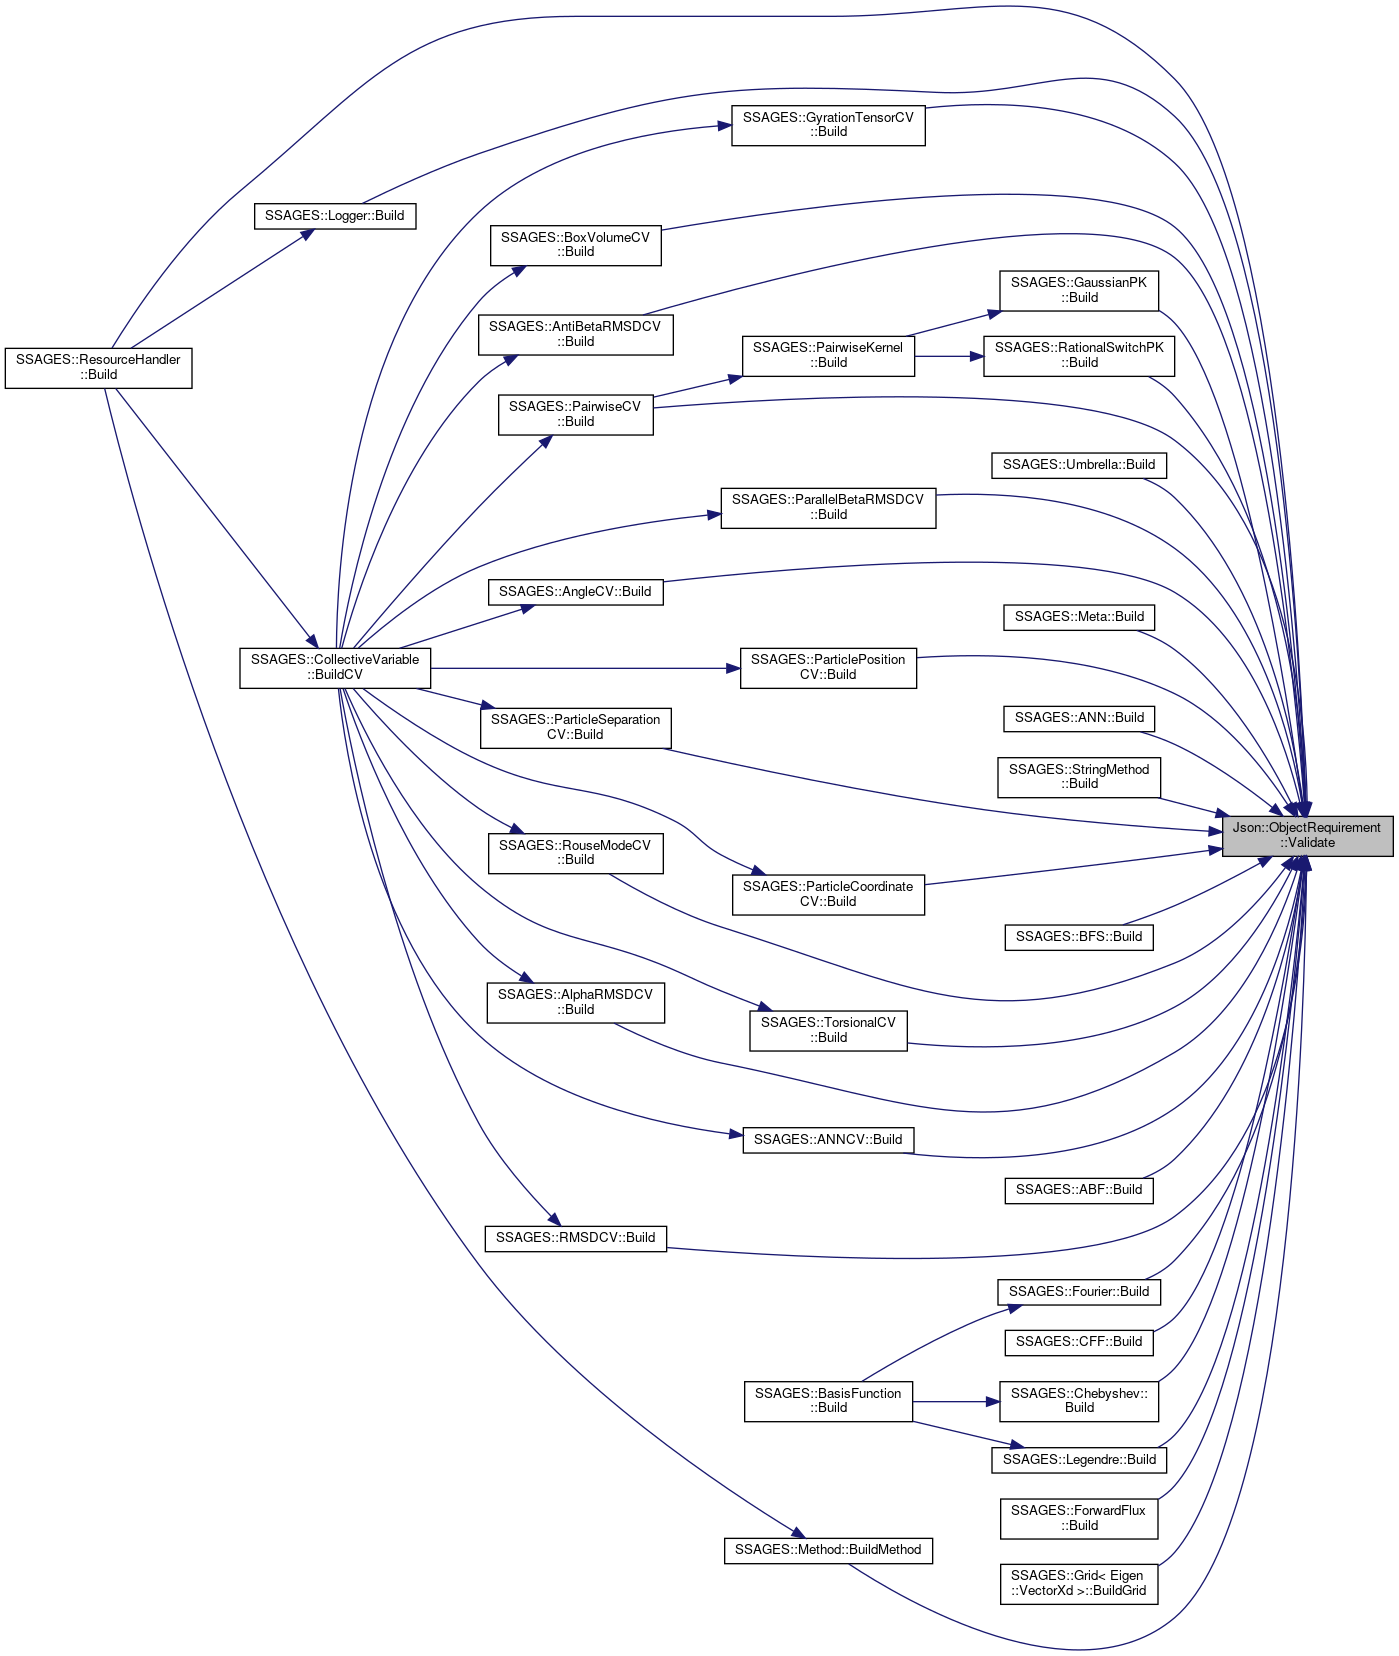 SSAGES::GyrationTensorCV
::Build
SSAGES::Logger::Build
SSAGES::BoxVolumeCV
::Build
SSAGES::GaussianPK
::Build
SSAGES::AntiBetaRMSDCV
::Build
SSAGES::PairwiseKernel
::Build
SSAGES::RationalSwitchPK
::Build
SSAGES::ResourceHandler
::Build
SSAGES::PairwiseCV
::Build
SSAGES::Umbrella::Build
SSAGES::ParallelBetaRMSDCV
::Build
SSAGES::AngleCV::Build
SSAGES::Meta::Build
SSAGES::CollectiveVariable
::BuildCV
SSAGES::ParticlePosition
CV::Build
SSAGES::ParticleSeparation
CV::Build
SSAGES::ANN::Build
SSAGES::StringMethod
::Build
Json::ObjectRequirement
::Validate
SSAGES::RouseModeCV
::Build
SSAGES::ParticleCoordinate
CV::Build
SSAGES::BFS::Build
SSAGES::AlphaRMSDCV
::Build
SSAGES::TorsionalCV
::Build
SSAGES::ANNCV::Build
SSAGES::ABF::Build
SSAGES::RMSDCV::Build
SSAGES::Fourier::Build
SSAGES::CFF::Build
SSAGES::BasisFunction
::Build
SSAGES::Chebyshev::
Build
SSAGES::Legendre::Build
SSAGES::ForwardFlux
::Build
SSAGES::Method::BuildMethod
SSAGES::Grid< Eigen
::VectorXd >::BuildGrid